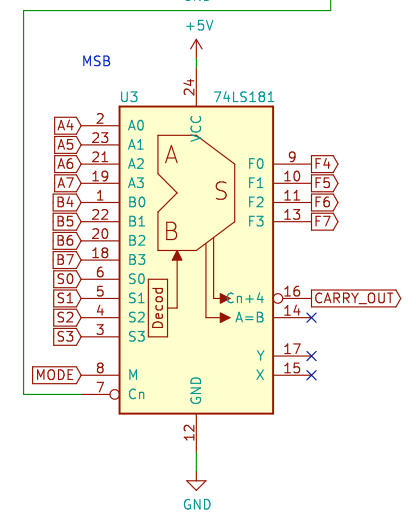 GND
+5V
MSB
U3 74LS181
24
VCC
A4 2 A0
A5 23 A1
A6 21 A2
A7 19 A3
B4 1 B0
B5 22 B1
B6 20 B2
B7 18 B3
S0 6 S0
S1 5 S1
S2 4 S2
S3 3 S3
MODE 8 M
7 Cn
A
B
S
Decod
F0 9 F4
F1 10 F5
F2 11 F6
F3 13 F7
Cn+4 16 CARRY_OUT
A=B 14
Y 17
X 15
GND
12
GND